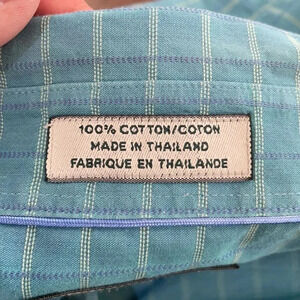 100% COTTON/COTON
MADE IN THAILAND
FABRIQUE EN THAILANDE